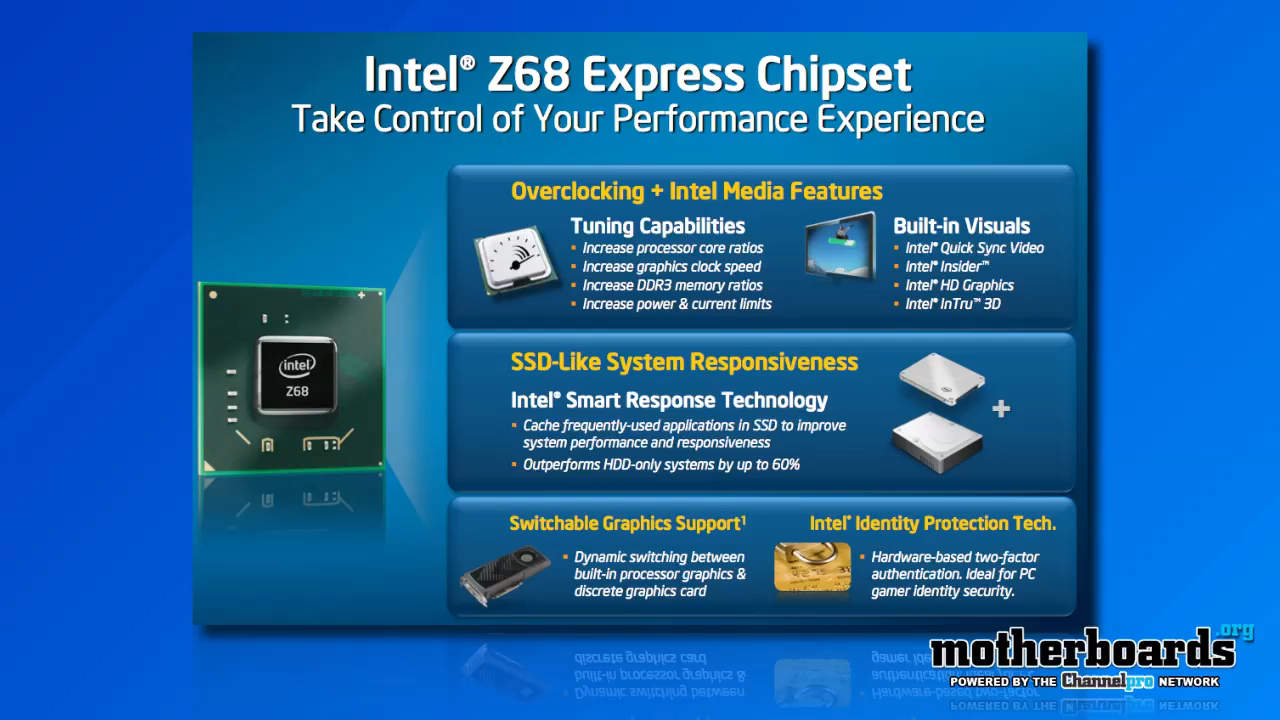 Intel® Z68 Express Chipset
Take Control of Your Performance Experience
Overclocking + Intel Media Features
Tuning Capabilities
▪ Increase processor core ratios
▪ Increase graphics clock speed
▪ Increase DDR3 memory ratios
▪ Increase power & current limits
Built-in Visuals
▪ Intel® Quick Sync Video
▪ Intel® Insider™
▪ Intel® HD Graphics
▪ Intel® InTru™ 3D
intel
Z68
SSD-Like System Responsiveness
Intel® Smart Response Technology
▪ Cache frequently-used applications in SSD to improve
system performance and responsiveness
▪ Outperforms HDD-only systems by up to 60%
+
Switchable Graphics Support¹
▪ Dynamic switching between
built-in processor graphics &
discrete graphics card
Intel® Identity Protection Tech.
▪ Hardware-based two-factor
authentication. Ideal for PC
gamer identity security.
motherboards.org
POWERED BY THE Channelpro NETWORK